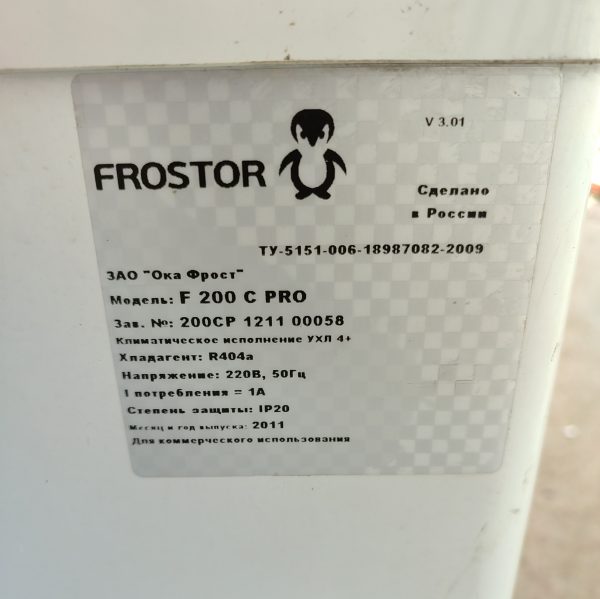 FROSTOR
V 3.01
Сделано
в России
ТУ-5151-006-18987082-2009
ЗАО "Ока Фрост"
Модель: F 200 C PRO
Зав. №: 200CP 1211 00058
Климатическое исполнение УХЛ 4+
Хладагент: R404a
Напряжение: 220В, 50Гц
I потребления = 1А
Степень защиты: IP20
Месяц и год выпуска: 2011
Для коммерческого использования